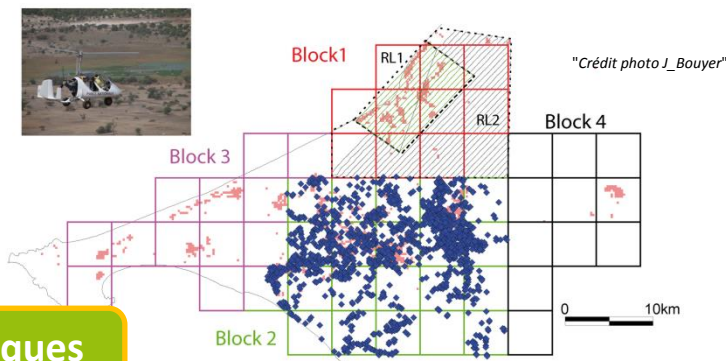 Block1
RL1
"Crédit photo J_Bouyer"
RL2
Block 4
Block 3
0 10km
Block 2
ques